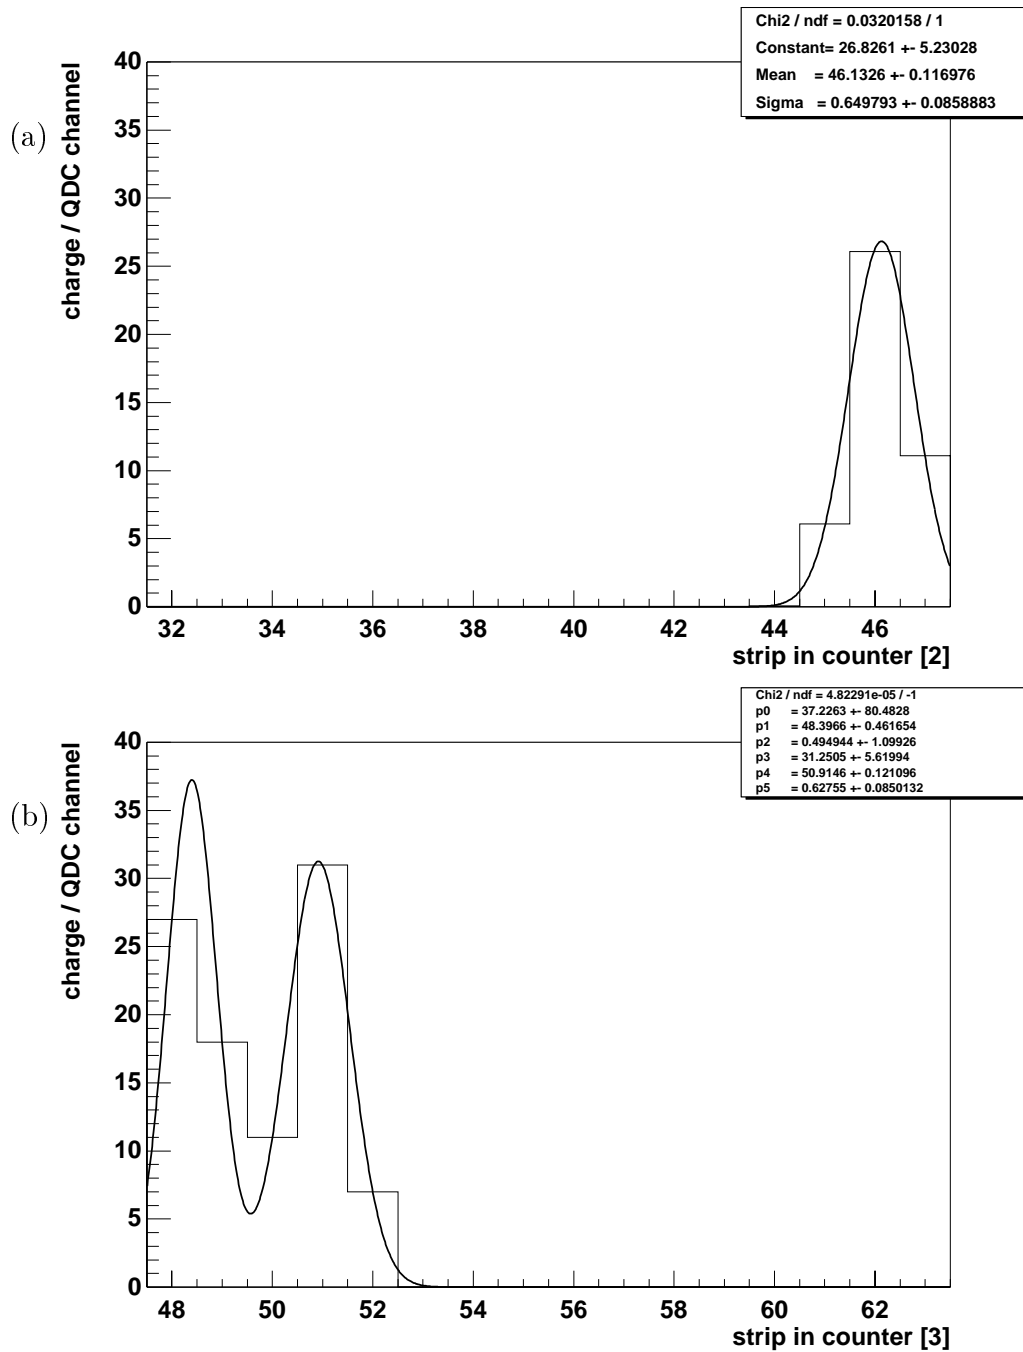 Chi2 / ndf = 0.0320158 / 1
Constant= 26.8261 +- 5.23028
Mean = 46.1326 +- 0.116976
Sigma = 0.649793 +- 0.0858883
(a)
charge / QDC channel
40
35
30
25
20
15
10
5
0
32 34 36 38 40 42 44 46
strip in counter [2]
Chi2 / ndf = 4.82291e-05 / -1
p0 = 37.2263 +- 80.4828
p1 = 48.3966 +- 0.461654
p2 = 0.494944 +- 1.09926
p3 = 31.2505 +- 5.61994
p4 = 50.9146 +- 0.121096
p5 = 0.62755 +- 0.0850132
(b)
charge / QDC channel
40
35
30
25
20
15
10
5
0
48 50 52 54 56 58 60 62
strip in counter [3]